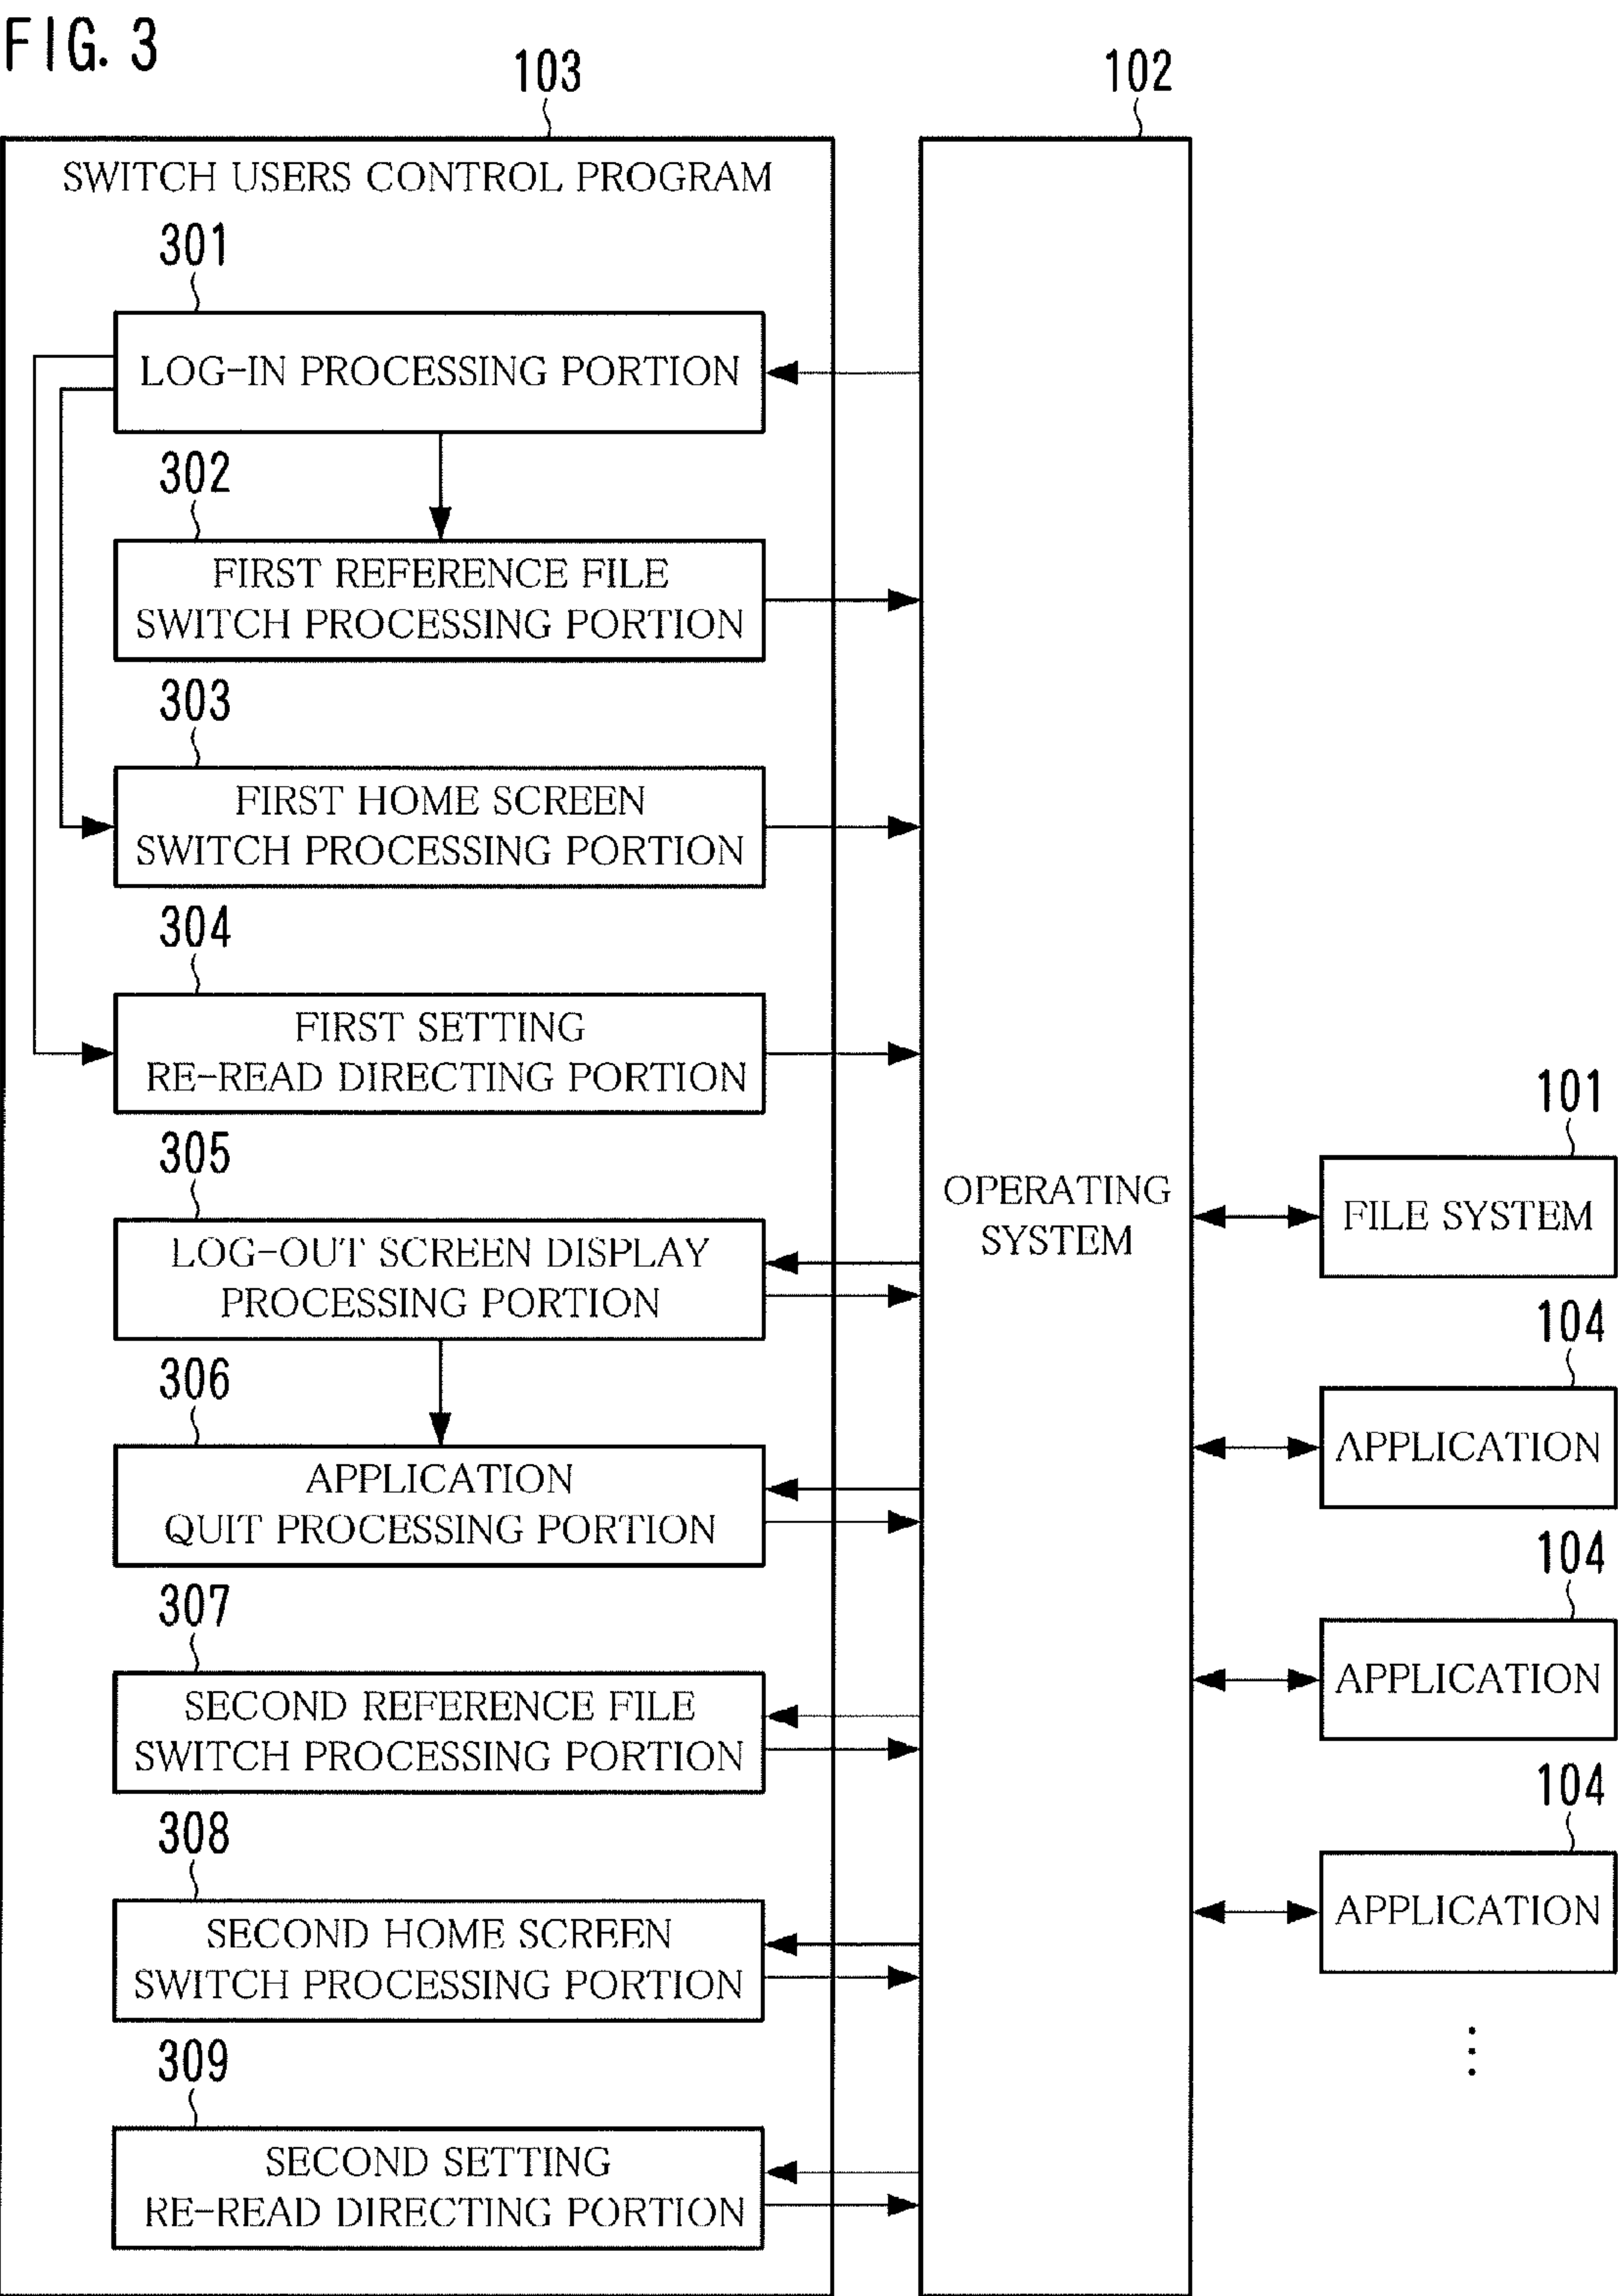 FIG. 3
103
102
SWITCH USERS CONTROL PROGRAM
301
LOG-IN PROCESSING PORTION
302
FIRST REFERENCE FILE
SWITCH PROCESSING PORTION
303
FIRST HOME SCREEN
SWITCH PROCESSING PORTION
304
FIRST SETTING
RE-READ DIRECTING PORTION
305
LOG-OUT SCREEN DISPLAY
PROCESSING PORTION
306
APPLICATION
QUIT PROCESSING PORTION
307
SECOND REFERENCE FILE
SWITCH PROCESSING PORTION
308
SECOND HOME SCREEN
SWITCH PROCESSING PORTION
309
SECOND SETTING
RE-READ DIRECTING PORTION
OPERATING
SYSTEM
101
FILE SYSTEM
104
APPLICATION
104
APPLICATION
104
APPLICATION